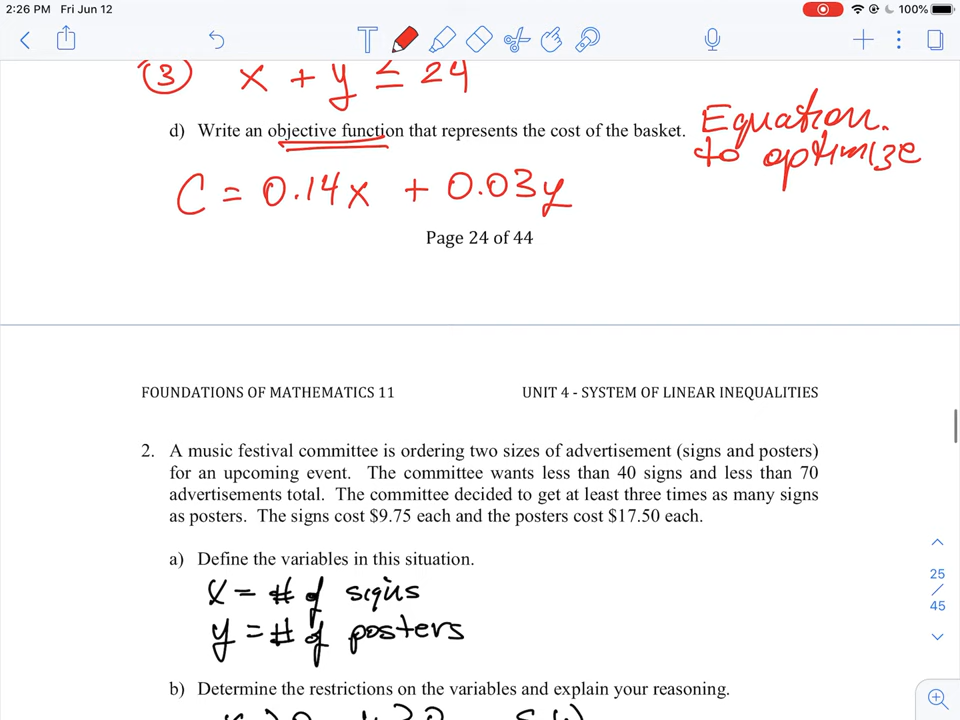 2:26 PM Fri Jun 12 100%
(3) x + y ≤ 24
d) Write an objective function that represents the cost of the basket.
Equation.
to optimize
C = 0.14x + 0.03y
Page 24 of 44
FOUNDATIONS OF MATHEMATICS 11 UNIT 4 - SYSTEM OF LINEAR INEQUALITIES
2. A music festival committee is ordering two sizes of advertisement (signs and posters)
for an upcoming event. The committee wants less than 40 signs and less than 70
advertisements total. The committee decided to get at least three times as many signs
as posters. The signs cost $9.75 each and the posters cost $17.50 each.
a) Define the variables in this situation.
x = # of signs
y = # of posters
25
/
45
b) Determine the restrictions on the variables and explain your reasoning.